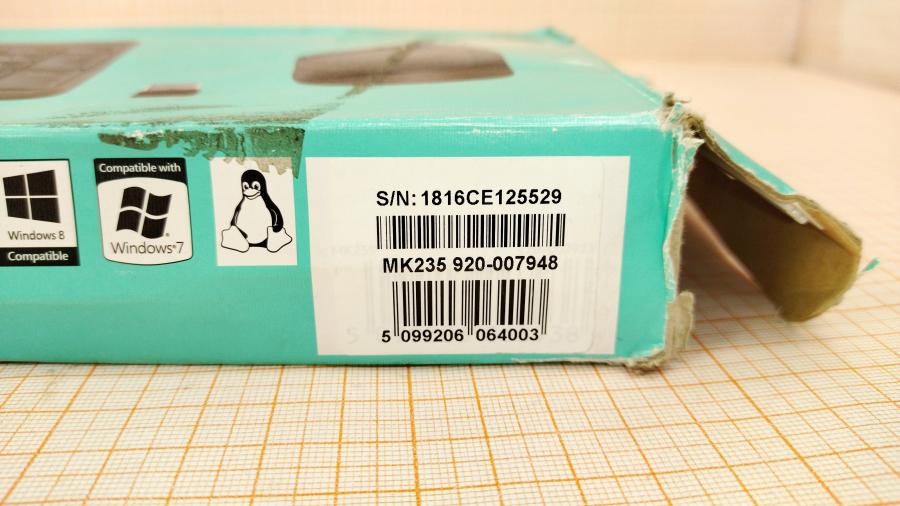 Windows 8
Compatible
Compatible with
Windows®7
S/N: 1816CE125529
MK235 920-007948
5 099206 064003